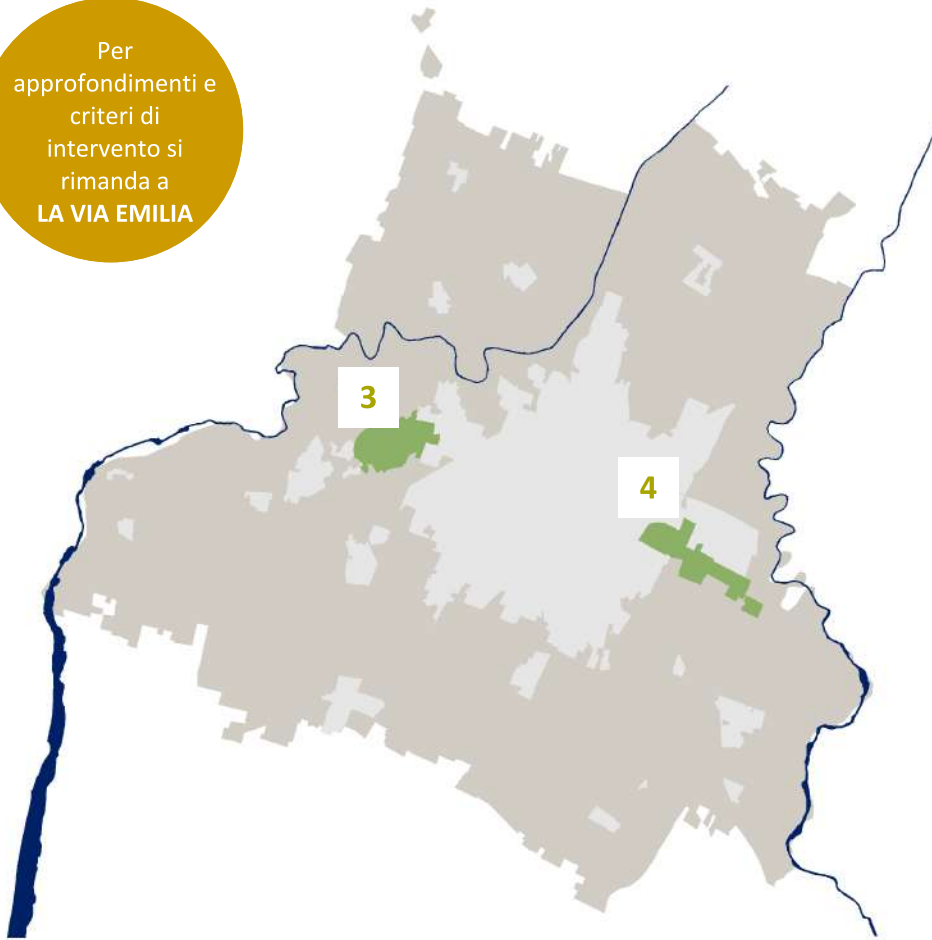 Per
approfondimenti e
criteri di
intervento si
rimanda a
LA VIA EMILIA
3
4